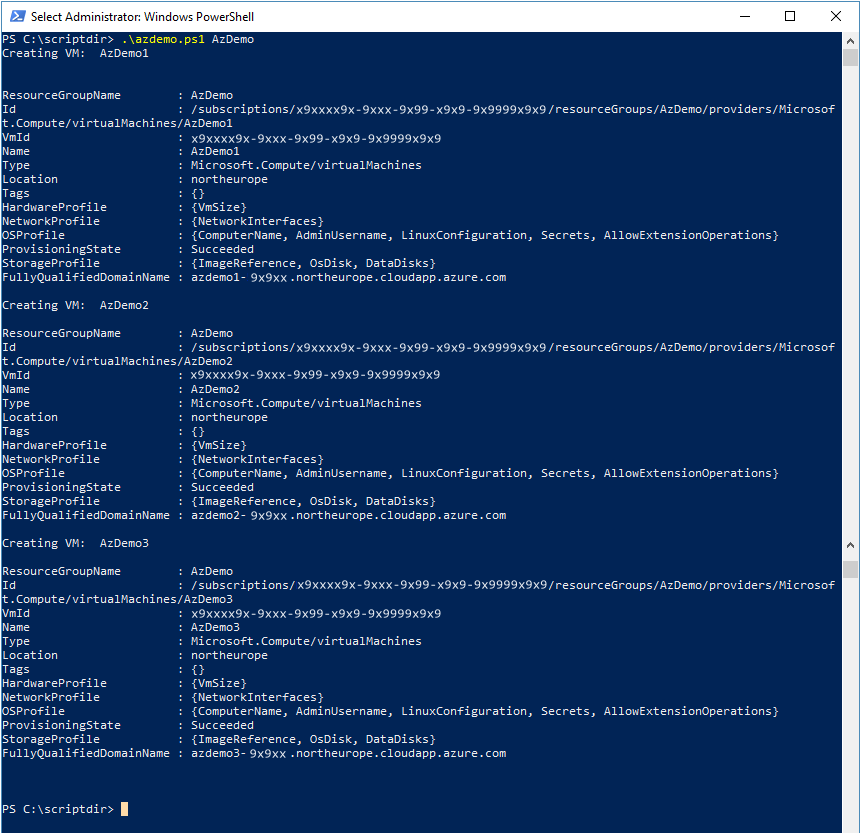 Select Administrator: Windows PowerShell
PS C:\scriptdir> .\azdemo.ps1 AzDemo
Creating VM:  AzDemo1
ResourceGroupName        : AzDemo
Id                       : /subscriptions/x9xxxx9x-9xxx-9x99-x9x9-9x9999x9x9/resourceGroups/AzDemo/providers/Microsof
t.Compute/virtualMachines/AzDemo1
VmId                     : x9xxxx9x-9xxx-9x99-x9x9-9x9999x9x9
Name                     : AzDemo1
Type                     : Microsoft.Compute/virtualMachines
Location                 : northeurope
Tags                     : {}
HardwareProfile          : {VmSize}
NetworkProfile           : {NetworkInterfaces}
OSProfile                : {ComputerName, AdminUsername, LinuxConfiguration, Secrets, AllowExtensionOperations}
ProvisioningState        : Succeeded
StorageProfile           : {ImageReference, OsDisk, DataDisks}
FullyQualifiedDomainName : azdemo1-9x9xx.northeurope.cloudapp.azure.com
Creating VM:  AzDemo2
ResourceGroupName        : AzDemo
Id                       : /subscriptions/x9xxxx9x-9xxx-9x99-x9x9-9x9999x9x9/resourceGroups/AzDemo/providers/Microsof
t.Compute/virtualMachines/AzDemo2
VmId                     : x9xxxx9x-9xxx-9x99-x9x9-9x9999x9x9
Name                     : AzDemo2
Type                     : Microsoft.Compute/virtualMachines
Location                 : northeurope
Tags                     : {}
HardwareProfile          : {VmSize}
NetworkProfile           : {NetworkInterfaces}
OSProfile                : {ComputerName, AdminUsername, LinuxConfiguration, Secrets, AllowExtensionOperations}
ProvisioningState        : Succeeded
StorageProfile           : {ImageReference, OsDisk, DataDisks}
FullyQualifiedDomainName : azdemo2-9x9xx.northeurope.cloudapp.azure.com
Creating VM:  AzDemo3
ResourceGroupName        : AzDemo
Id                       : /subscriptions/x9xxxx9x-9xxx-9x99-x9x9-9x9999x9x9/resourceGroups/AzDemo/providers/Microsof
t.Compute/virtualMachines/AzDemo3
VmId                     : x9xxxx9x-9xxx-9x99-x9x9-9x9999x9x9
Name                     : AzDemo3
Type                     : Microsoft.Compute/virtualMachines
Location                 : northeurope
Tags                     : {}
HardwareProfile          : {VmSize}
NetworkProfile           : {NetworkInterfaces}
OSProfile                : {ComputerName, AdminUsername, LinuxConfiguration, Secrets, AllowExtensionOperations}
ProvisioningState        : Succeeded
StorageProfile           : {ImageReference, OsDisk, DataDisks}
FullyQualifiedDomainName : azdemo3-9x9xx.northeurope.cloudapp.azure.com
PS C:\scriptdir>